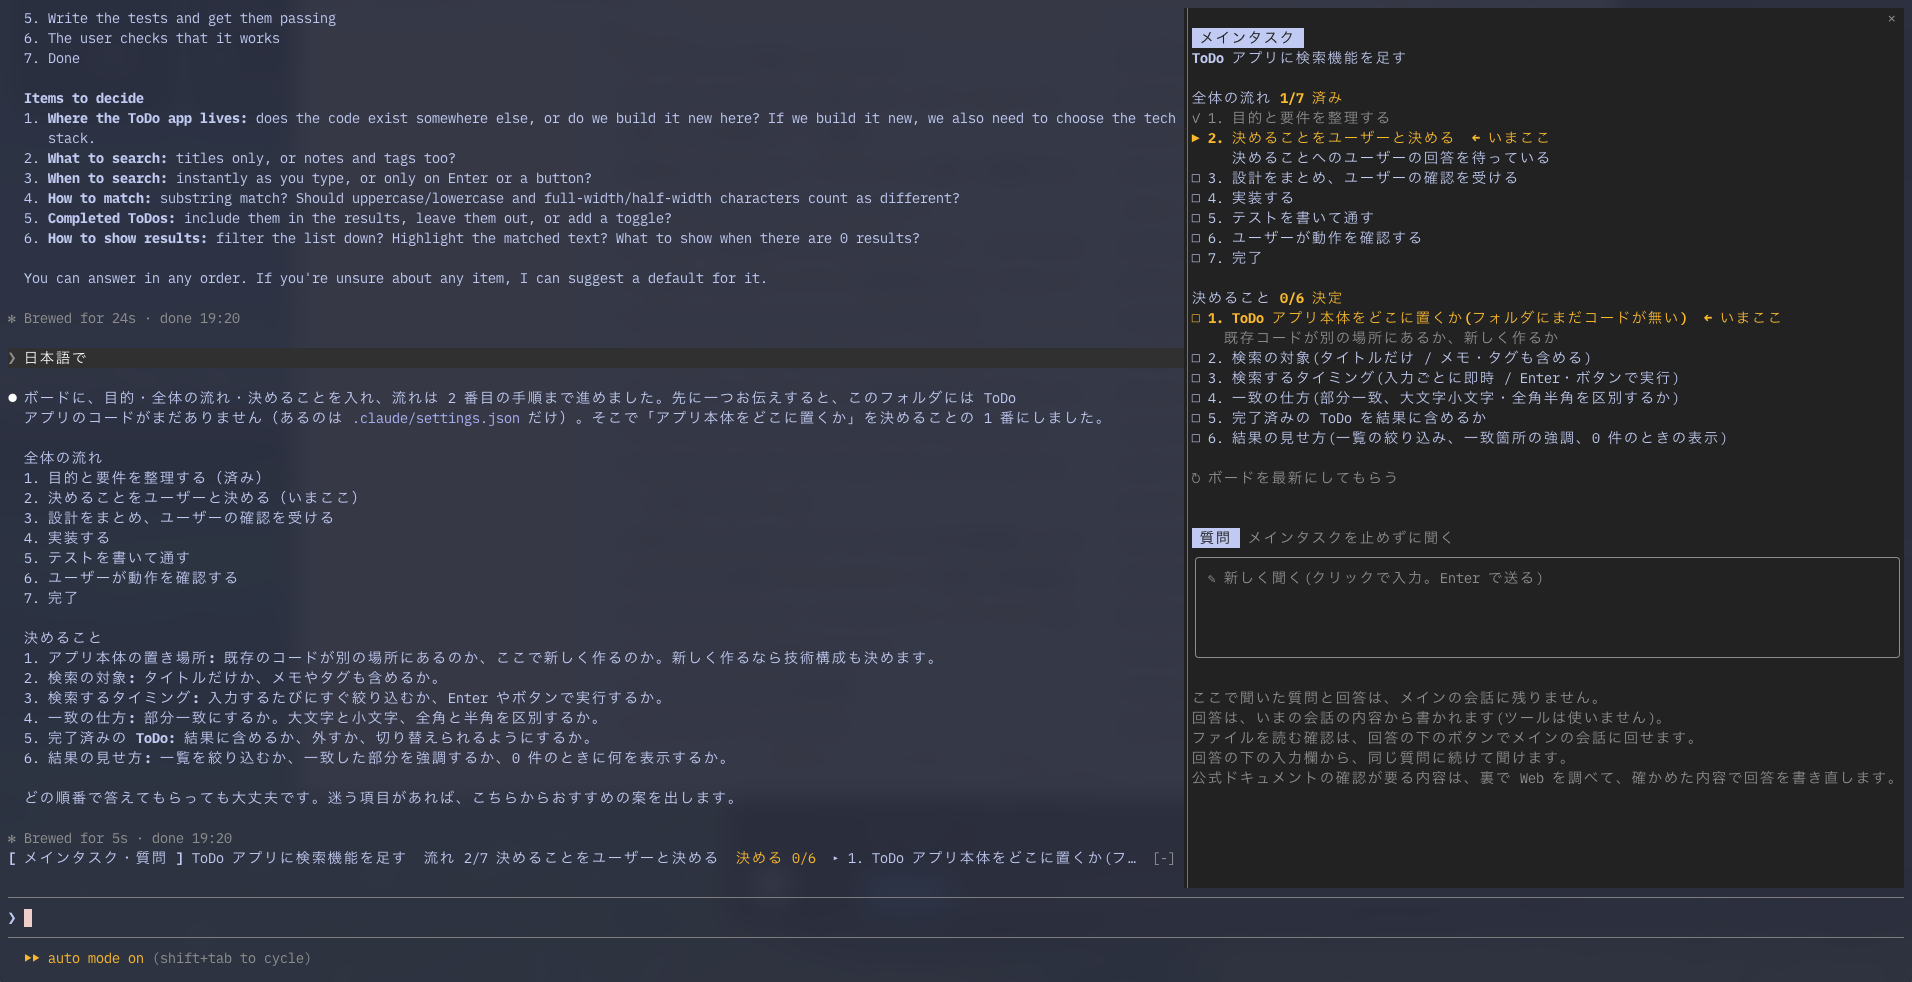 5. Write the tests and get them passing
6. The user checks that it works
7. Done
Items to decide
1. Where the ToDo app lives: does the code exist somewhere else, or do we build it new here? If we build it new, we also need to choose the tech
stack.
2. What to search: titles only, or notes and tags too?
3. When to search: instantly as you type, or only on Enter or a button?
4. How to match: substring match? Should uppercase/lowercase and full-width/half-width characters count as different?
5. Completed ToDos: include them in the results, leave them out, or add a toggle?
6. How to show results: filter the list down? Highlight the matched text? What to show when there are 0 results?
You can answer in any order. If you're unsure about any item, I can suggest a default for it.
✻ Brewed for 24s · done 19:20
❯ 日本語で
● ボードに、目的・全体の流れ・決めることを入れ、流れは 2 番目の手順まで進めました。先に一つお伝えすると、このフォルダには ToDo
アプリのコードがまだありません（あるのは .claude/settings.json だけ）。そこで「アプリ本体をどこに置くか」を決めることの 1 番にしました。
全体の流れ
1. 目的と要件を整理する（済み）
2. 決めることをユーザーと決める（いまここ）
3. 設計をまとめ、ユーザーの確認を受ける
4. 実装する
5. テストを書いて通す
6. ユーザーが動作を確認する
7. 完了
決めること
1. アプリ本体の置き場所: 既存のコードが別の場所にあるのか、ここで新しく作るのか。新しく作るなら技術構成も決めます。
2. 検索の対象: タイトルだけか、メモやタグも含めるか。
3. 検索するタイミング: 入力するたびにすぐ絞り込むか、Enter やボタンで実行するか。
4. 一致の仕方: 部分一致にするか。大文字と小文字、全角と半角を区別するか。
5. 完了済みの ToDo: 結果に含めるか、外すか、切り替えられるようにするか。
6. 結果の見せ方: 一覧を絞り込むか、一致した部分を強調するか、0 件のときに何を表示するか。
どの順番で答えてもらっても大丈夫です。迷う項目があれば、こちらからおすすめの案を出します。
✻ Brewed for 5s · done 19:20
[ メインタスク・質問 ] ToDo アプリに検索機能を足す 流れ 2/7 決めることをユーザーと決める 決める 0/6 ‣ 1. ToDo アプリ本体をどこに置くか(フ… [-]
❯
⏵⏵ auto mode on (shift+tab to cycle)
×
メインタスク
ToDo アプリに検索機能を足す
全体の流れ 1/7 済み
✓ 1. 目的と要件を整理する
▶ 2. 決めることをユーザーと決める ← いまここ
決めることへのユーザーの回答を待っている
□ 3. 設計をまとめ、ユーザーの確認を受ける
□ 4. 実装する
□ 5. テストを書いて通す
□ 6. ユーザーが動作を確認する
□ 7. 完了
決めること 0/6 決定
□ 1. ToDo アプリ本体をどこに置くか(フォルダにまだコードが無い) ← いまここ
既存コードが別の場所にあるか、新しく作るか
□ 2. 検索の対象(タイトルだけ / メモ・タグも含める)
□ 3. 検索するタイミング(入力ごとに即時 / Enter・ボタンで実行)
□ 4. 一致の仕方(部分一致、大文字小文字・全角半角を区別するか)
□ 5. 完了済みの ToDo を結果に含めるか
□ 6. 結果の見せ方(一覧の絞り込み、一致箇所の強調、0 件のときの表示)
↻ ボードを最新にしてもらう
質問 メインタスクを止めずに聞く
✎ 新しく聞く(クリックで入力。Enter で送る)
ここで聞いた質問と回答は、メインの会話に残りません。
回答は、いまの会話の内容から書かれます(ツールは使いません)。
ファイルを読む確認は、回答の下のボタンでメインの会話に回せます。
回答の下の入力欄から、同じ質問に続けて聞けます。
公式ドキュメントの確認が要る内容は、裏で Web を調べて、確かめた内容で回答を書き直します。